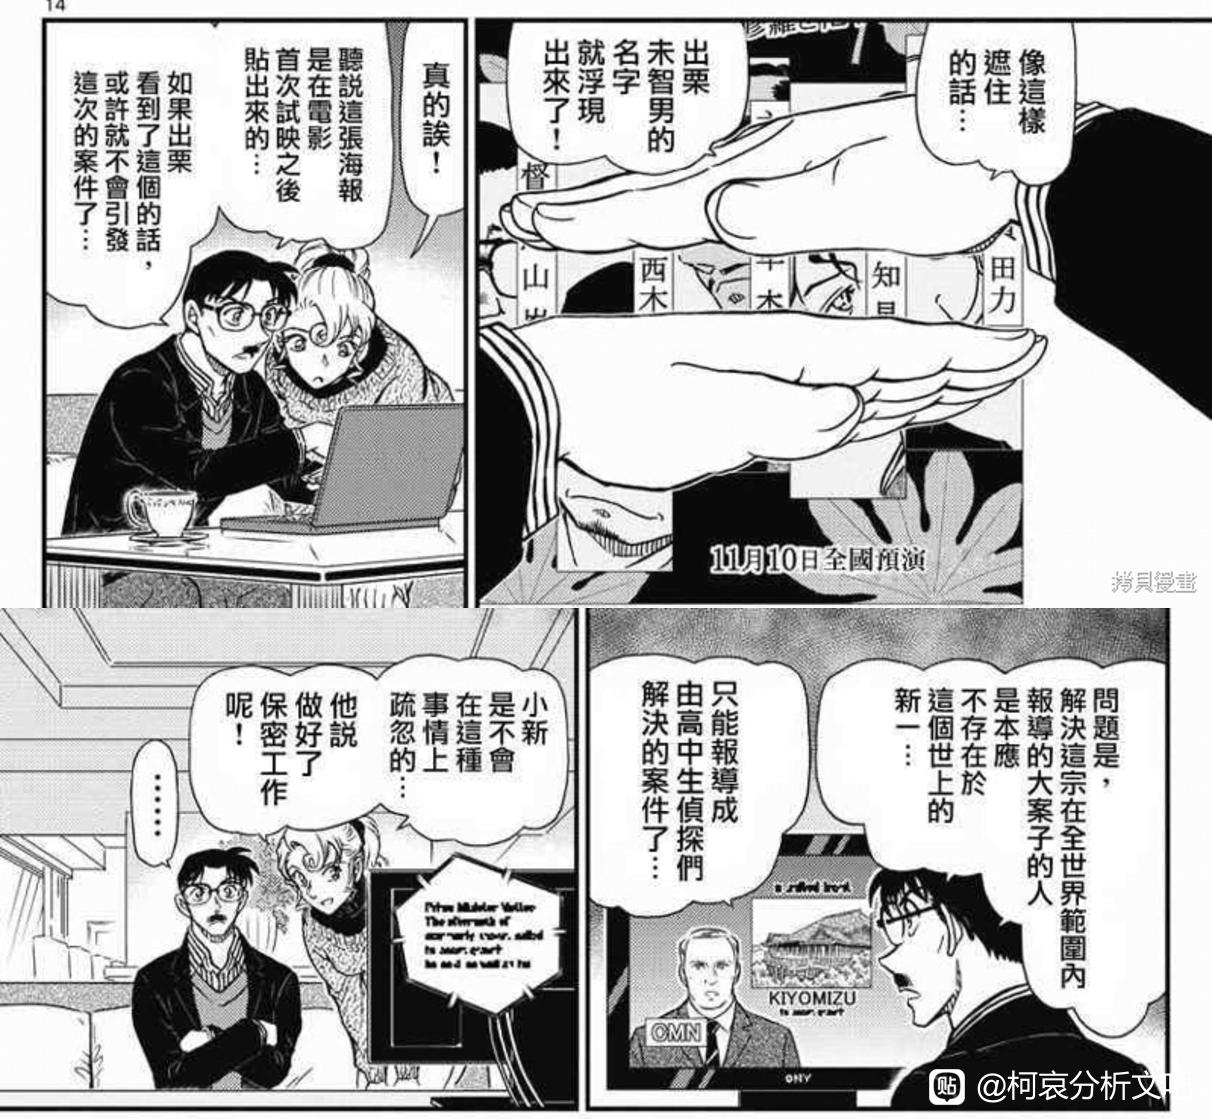 14
像這樣
遮住
的話…
出栗
未智男的
名字
就浮現
出來了！
督
山
西木
知
田力
11月10日全國預演
拷貝漫畫
真的誒！
聽説這張海報
是在電影
首次試映之後
貼出來的…
如果出栗
看到了這個的話，
或許就不會引發
這次的案件了…
問題是，
解決這宗在全世界範圍內
報導的大案子的人
是本應
不存在於
這個世上的
新一…
只能報導成
由高中生偵探們
解決的案件了…
KIYOMIZU
OMN
ONY
小新
是不會
在這種
事情上
疏忽的…
他説
做好了
保密工作
呢！
……
貼 @柯哀分析文吧